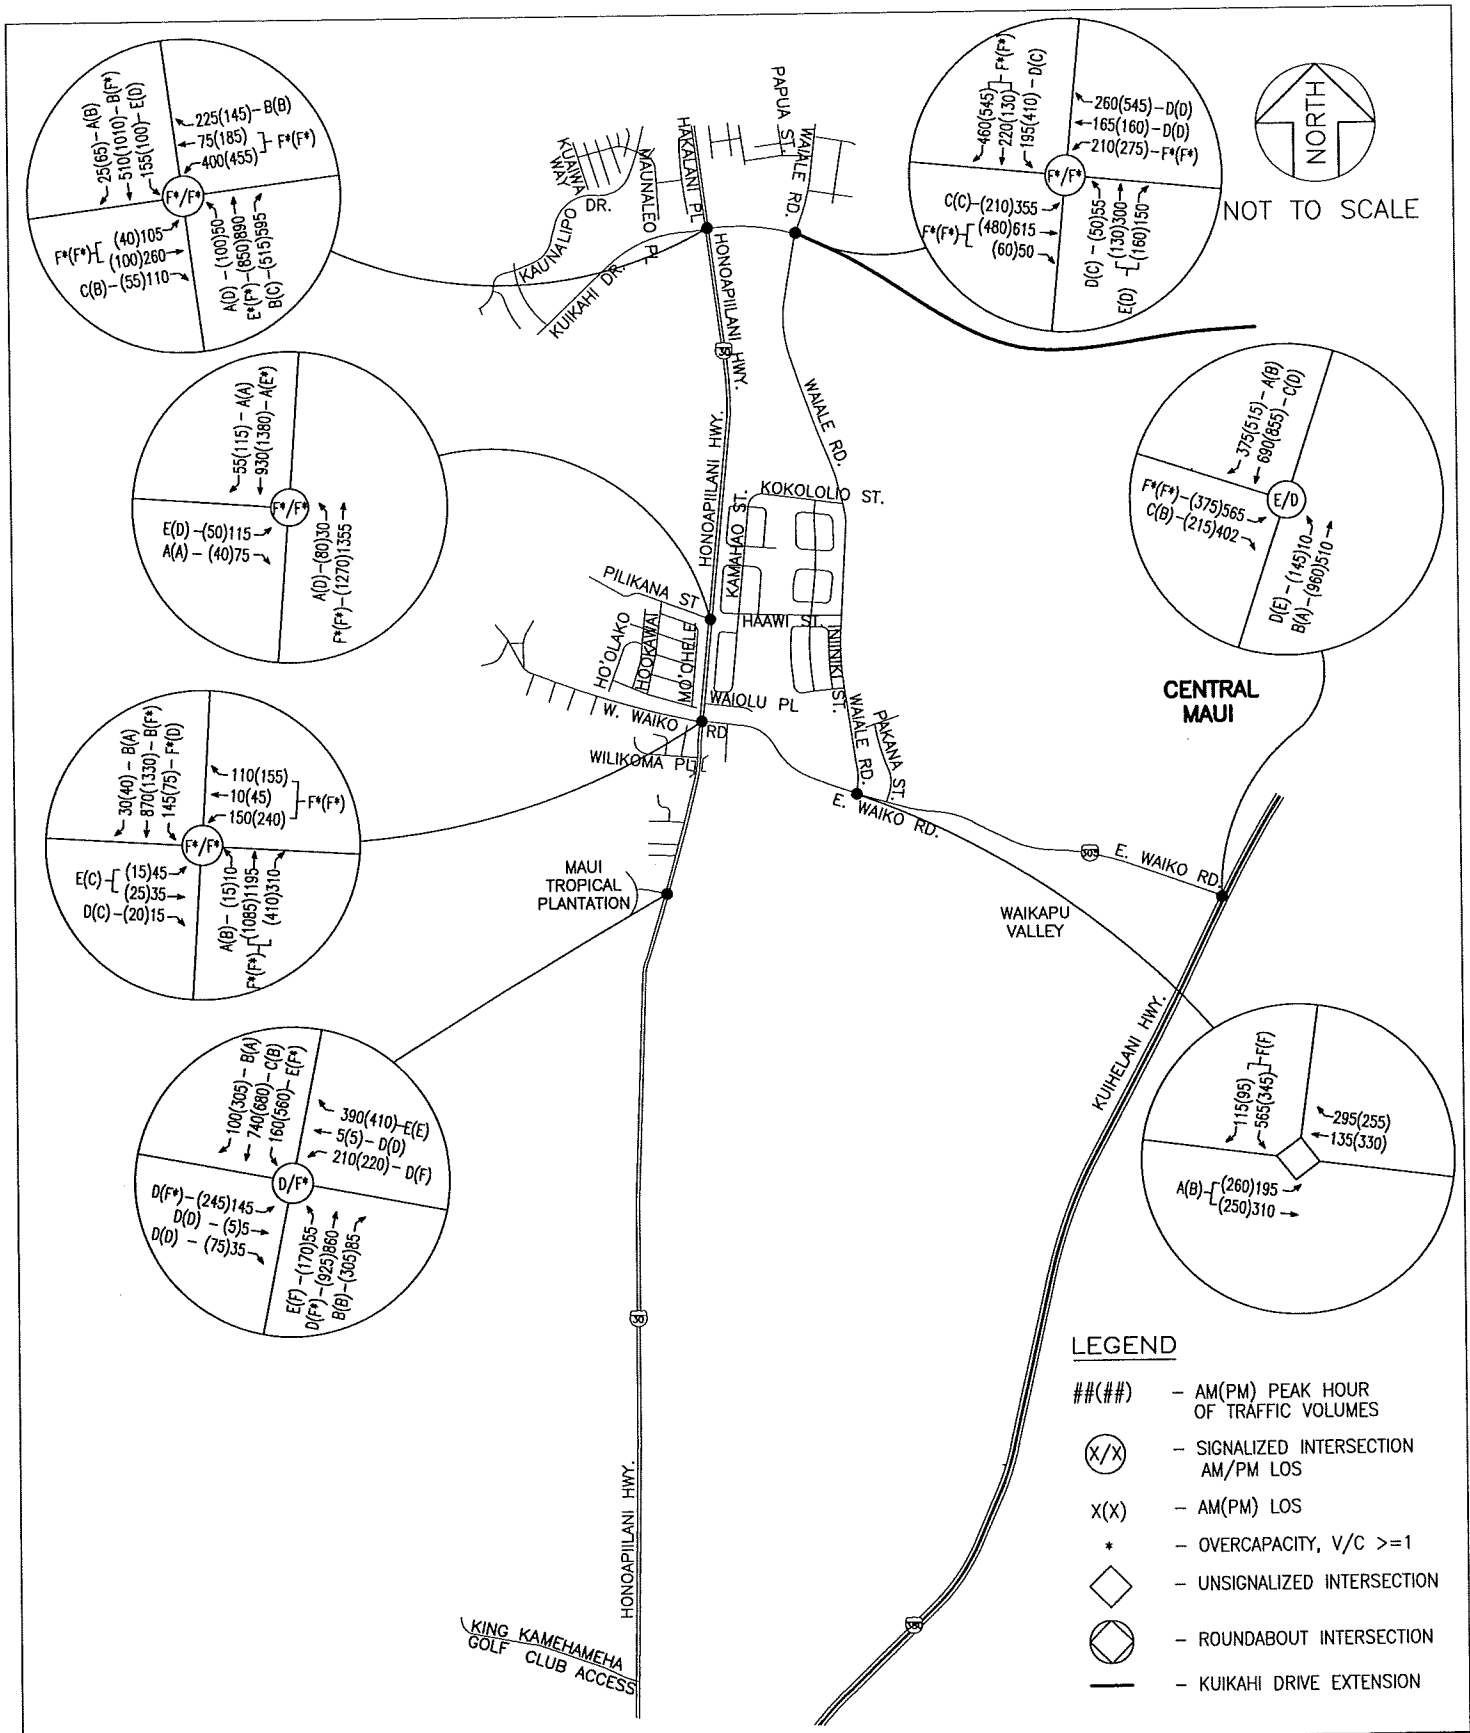 25(65)-A(B)
510(1010)-B(F*)
155(100)-E(D)
225(145)-B(B)
75(185)
400(455)
F*(F*)
F*/F*
F*(F*)
(40)105
(100)260
C(B)-(55)110
A(D)-(100)50
E*(F*)-(850)890
B(C)-(515)595
460(545)
220(130)
F*(F*)
195(410)-D(C)
260(545)-D(D)
165(160)-D(D)
210(275)-F*(F*)
F*/F*
C(C)-(210)355
F*(F*)
(480)615
(60)50
D(C)-(50)55
(130)300
(160)150
E(D)
NORTH
NOT TO SCALE
PAPUA ST.
WAIALE RD.
HAKALANI PL
MAUNALEO PL
KUAIWA
WAY
KAUNALIPO
DR.
KUIKAHI DR.
HONOAPIILANI HWY.
30
55(115)-A(A)
930(1380)-A(E*)
F*/F*
E(D)-(50)115
A(A)-(40)75
A(D)-(80)30
F*(F*)-(1270)1355
HONOAPIILANI HWY.
WAIALE RD.
KOKOLOLIO ST.
KAMAHAO ST.
375(515)-A(B)
690(855)-C(D)
E/D
F*(F*)-(375)565
C(B)-(215)402
D(E)-(145)10
B(A)-(960)510
PILIKANA ST
HAAWI ST.
HO'OLAKO
HOOKAWAI
MO'OHELE
NIINIKI ST.
WAIOLU PL
W. WAIKO
RD
WILIKOMA PL
WAIALE RD.
PAKANA ST.
CENTRAL
MAUI
30(40)-B(A)
870(1330)-B(F*)
145(75)-F*(D)
110(155)
10(45)
150(240)
F*(F*)
F*/F*
E(C)
(15)45
(25)35
D(C)-(20)15
A(B)-(15)10
(1085)1195
(410)310
F*(F*)
E. WAIKO RD.
E. WAIKO RD.
MAUI
TROPICAL
PLANTATION
WAIKAPU
VALLEY
KUIHELANI HWY.
100(305)-B(A)
740(680)-C(B)
160(560)-E(F*)
390(410)-E(E)
5(5)-D(D)
210(220)-D(F)
D/F*
D(F*)-(245)145
D(D)-(5)5
D(D)-(75)35
E(F)-(170)55
D(F*)-(925)860
B(B)-(305)85
115(95)
565(345)
F(F)
295(255)
135(330)
A(B)
(260)195
(250)310
30
HONOAPIILANI HWY.
KING KAMEHAMEHA
GOLF CLUB ACCESS
LEGEND
##(##) - AM(PM) PEAK HOUR
OF TRAFFIC VOLUMES
X/X - SIGNALIZED INTERSECTION
AM/PM LOS
X(X) - AM(PM) LOS
* - OVERCAPACITY, V/C >=1
- UNSIGNALIZED INTERSECTION
- ROUNDABOUT INTERSECTION
- KUIKAHI DRIVE EXTENSION